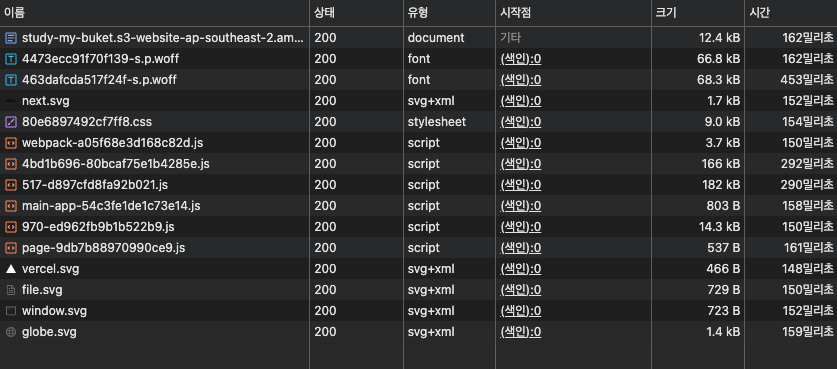 이름 상태 유형 시작점 크기 시간
study-my-buket.s3-website-ap-southeast-2.am... 200 document 기타 12.4 kB 162밀리초
4473ecc91f70f139-s.p.woff 200 font (색인):0 66.8 kB 162밀리초
463dafcda517f24f-s.p.woff 200 font (색인):0 68.3 kB 453밀리초
next.svg 200 svg+xml (색인):0 1.7 kB 152밀리초
80e6897492cf7ff8.css 200 stylesheet (색인):0 9.0 kB 154밀리초
webpack-a05f68e3d168c82d.js 200 script (색인):0 3.7 kB 150밀리초
4bd1b696-80bcaf75e1b4285e.js 200 script (색인):0 166 kB 292밀리초
517-d897cfd8fa92b021.js 200 script (색인):0 182 kB 290밀리초
main-app-54c3fe1de1c73e14.js 200 script (색인):0 803 B 158밀리초
970-ed962fb9b1b522b9.js 200 script (색인):0 14.3 kB 150밀리초
page-9db7b88970990ce9.js 200 script (색인):0 537 B 161밀리초
vercel.svg 200 svg+xml (색인):0 466 B 148밀리초
file.svg 200 svg+xml (색인):0 729 B 150밀리초
window.svg 200 svg+xml (색인):0 723 B 152밀리초
globe.svg 200 svg+xml (색인):0 1.4 kB 159밀리초